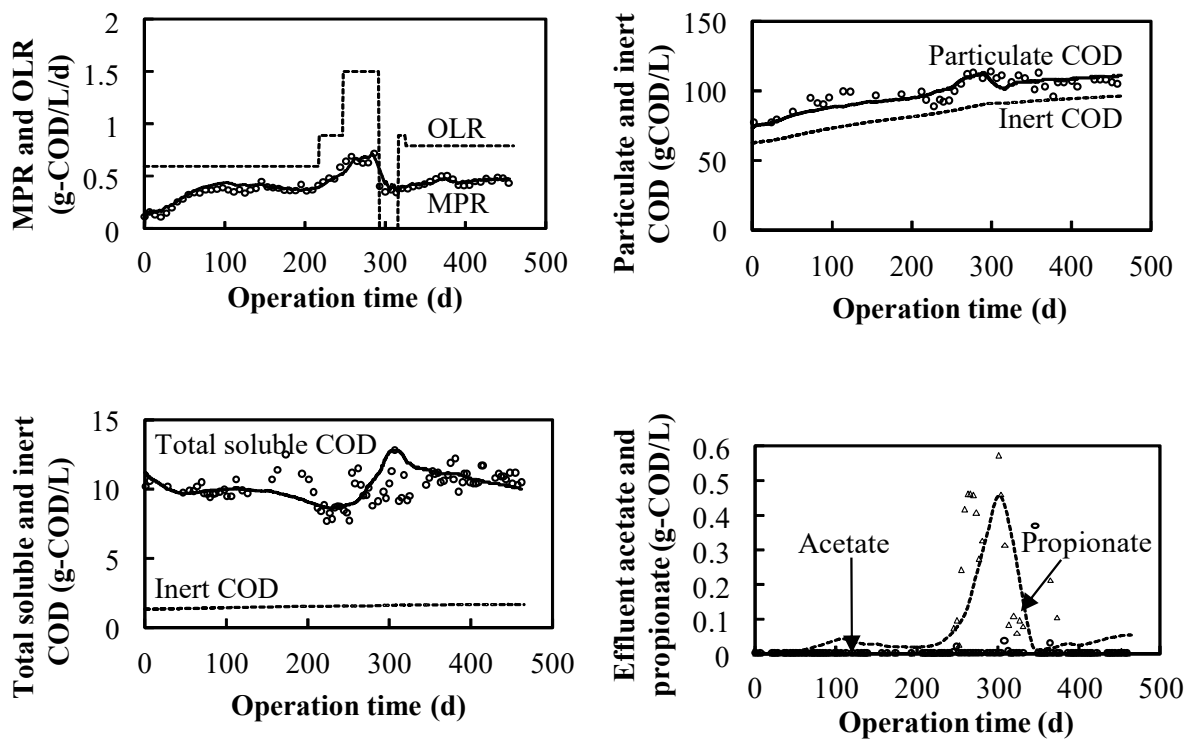 MPR and OLR
(g-COD/L/d)
2
1.5
1
0.5
0
OLR
MPR
0 100 200 300 400 500
Operation time (d)
Particulate and inert
COD (gCOD/L)
150
100
50
0
Particulate COD
Inert COD
0 100 200 300 400 500
Operation time (d)
Total soluble and inert
COD (g-COD/L)
15
10
5
0
Total soluble COD
Inert COD
0 100 200 300 400 500
Operation time (d)
Effluent acetate and
propionate (g-COD/L)
0.6
0.5
0.4
0.3
0.2
0.1
0
Acetate
Propionate
0 100 200 300 400 500
Operation time (d)